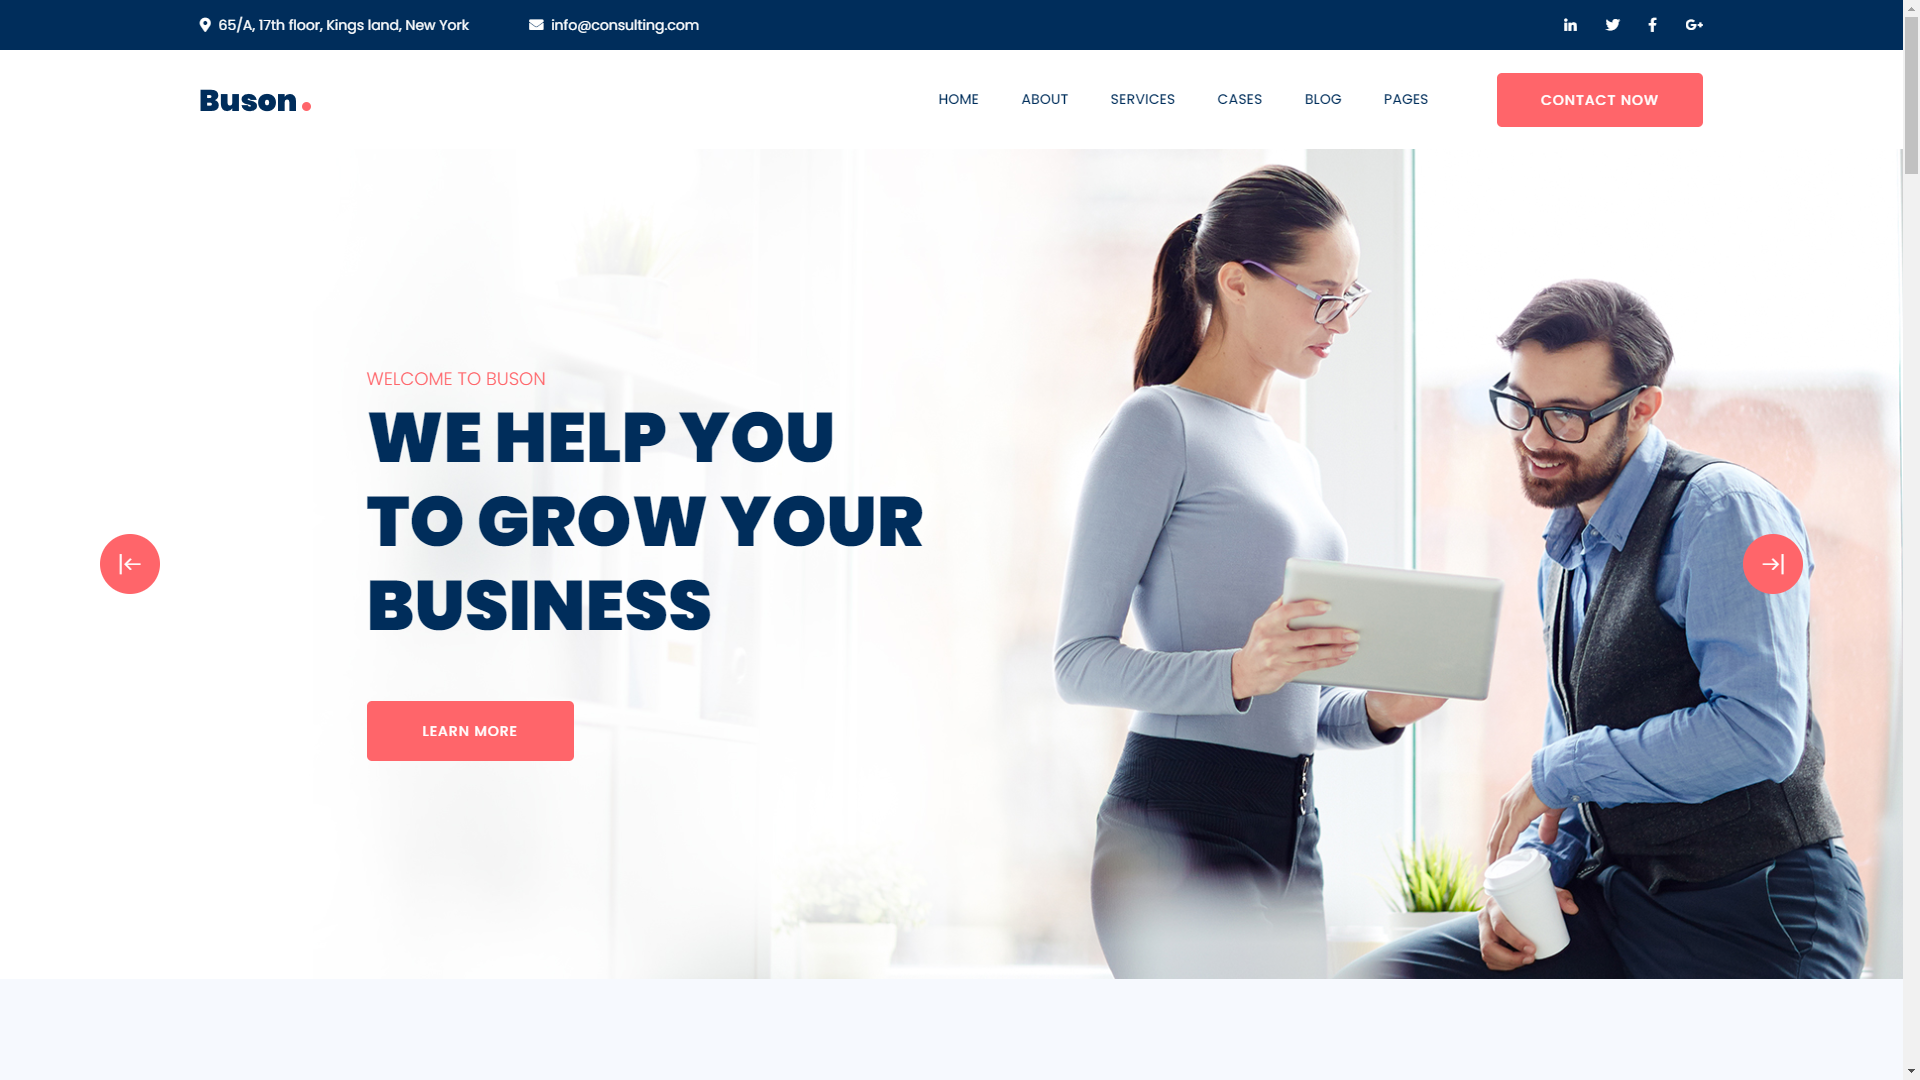 65/A, 17th floor, Kings land, New York
info@consulting.com
Buson.
HOME ABOUT SERVICES CASES BLOG PAGES
CONTACT NOW
WELCOME TO BUSON
WE HELP YOU
TO GROW YOUR
BUSINESS
LEARN MORE